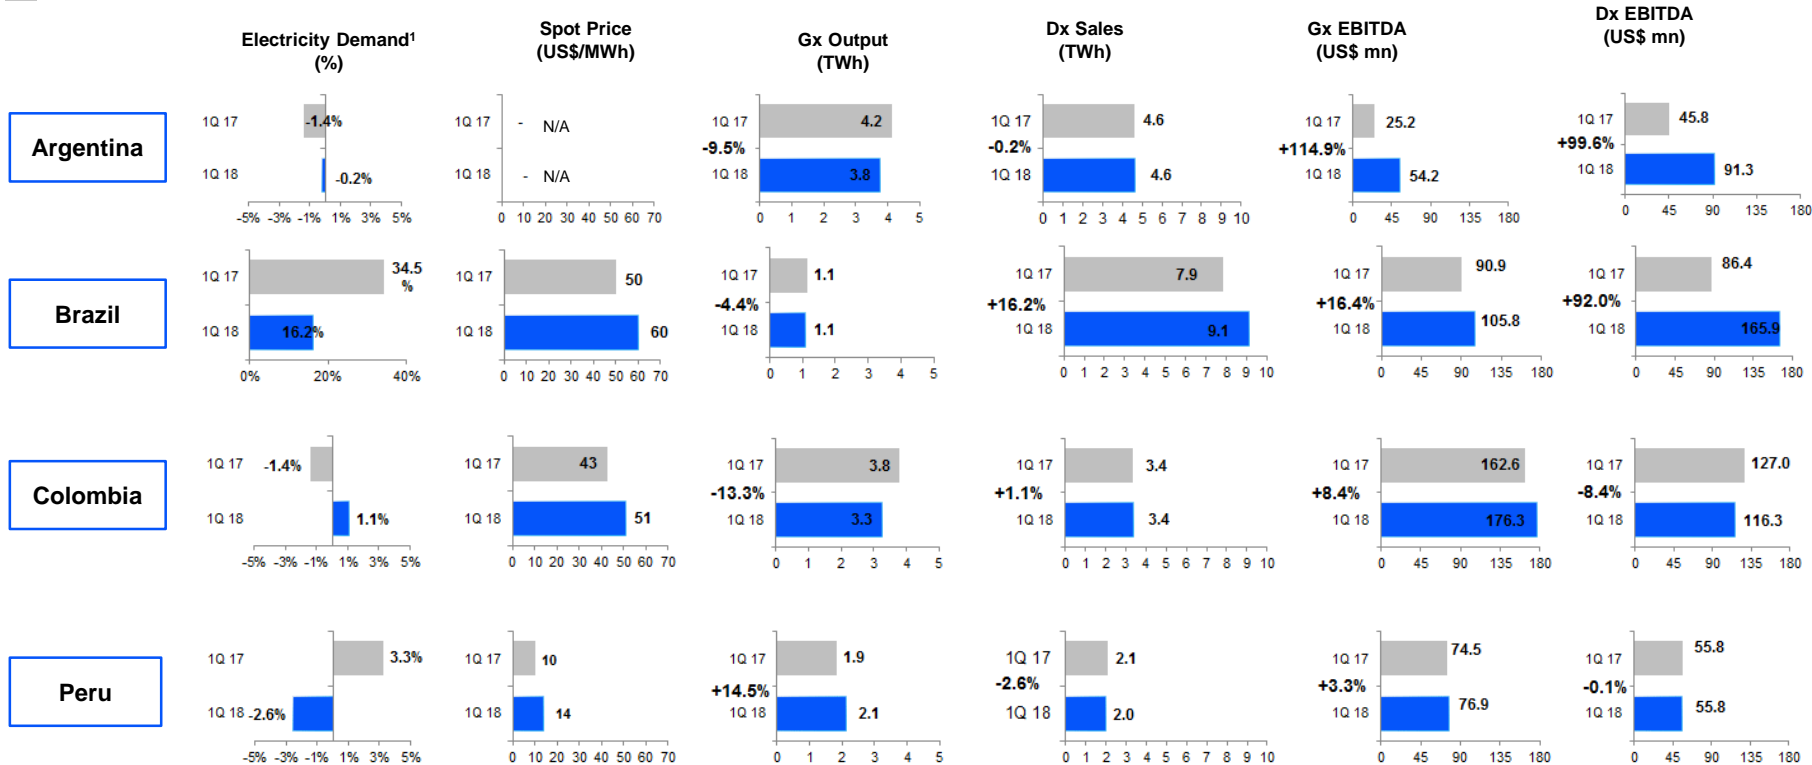 Electricity Demand¹
(%)
Spot Price
(US$/MWh)
Gx Output
(TWh)
Dx Sales
(TWh)
Gx EBITDA
(US$ mn)
Dx EBITDA
(US$ mn)
Argentina
1Q 17
-1.4%
1Q 18
-0.2%
-5% -3% -1% 1% 3% 5%
1Q 17
- N/A
1Q 18
- N/A
0 10 20 30 40 50 60 70
1Q 17
4.2
-9.5%
1Q 18
3.8
0 1 2 3 4 5
1Q 17
4.6
-0.2%
1Q 18
4.6
0 1 2 3 4 5 6 7 8 9 10
1Q 17
25.2
+114.9%
1Q 18
54.2
0 45 90 135 180
1Q 17
45.8
+99.6%
1Q 18
91.3
0 45 90 135 180
Brazil
1Q 17
34.5
%
1Q 18
16.2%
0% 20% 40%
1Q 17
50
1Q 18
60
0 10 20 30 40 50 60 70
1Q 17
1.1
-4.4%
1Q 18
1.1
0 1 2 3 4 5
1Q 17
7.9
+16.2%
1Q 18
9.1
0 1 2 3 4 5 6 7 8 9 10
1Q 17
90.9
+16.4%
1Q 18
105.8
0 45 90 135 180
1Q 17
86.4
+92.0%
1Q 18
165.9
0 45 90 135 180
Colombia
1Q 17
-1.4%
1Q 18
1.1%
-5% -3% -1% 1% 3% 5%
1Q 17
43
1Q 18
51
0 10 20 30 40 50 60 70
1Q 17
3.8
-13.3%
1Q 18
3.3
0 1 2 3 4 5
1Q 17
3.4
+1.1%
1Q 18
3.4
0 1 2 3 4 5 6 7 8 9 10
1Q 17
162.6
+8.4%
1Q 18
176.3
0 45 90 135 180
1Q 17
127.0
-8.4%
1Q 18
116.3
0 45 90 135 180
Peru
1Q 17
3.3%
1Q 18
-2.6%
-5% -3% -1% 1% 3% 5%
1Q 17
10
1Q 18
14
0 10 20 30 40 50 60 70
1Q 17
1.9
+14.5%
1Q 18
2.1
0 1 2 3 4 5
1Q 17
2.1
-2.6%
1Q 18
2.0
0 1 2 3 4 5 6 7 8 9 10
1Q 17
74.5
+3.3%
1Q 18
76.9
0 45 90 135 180
1Q 17
55.8
-0.1%
1Q 18
55.8
0 45 90 135 180